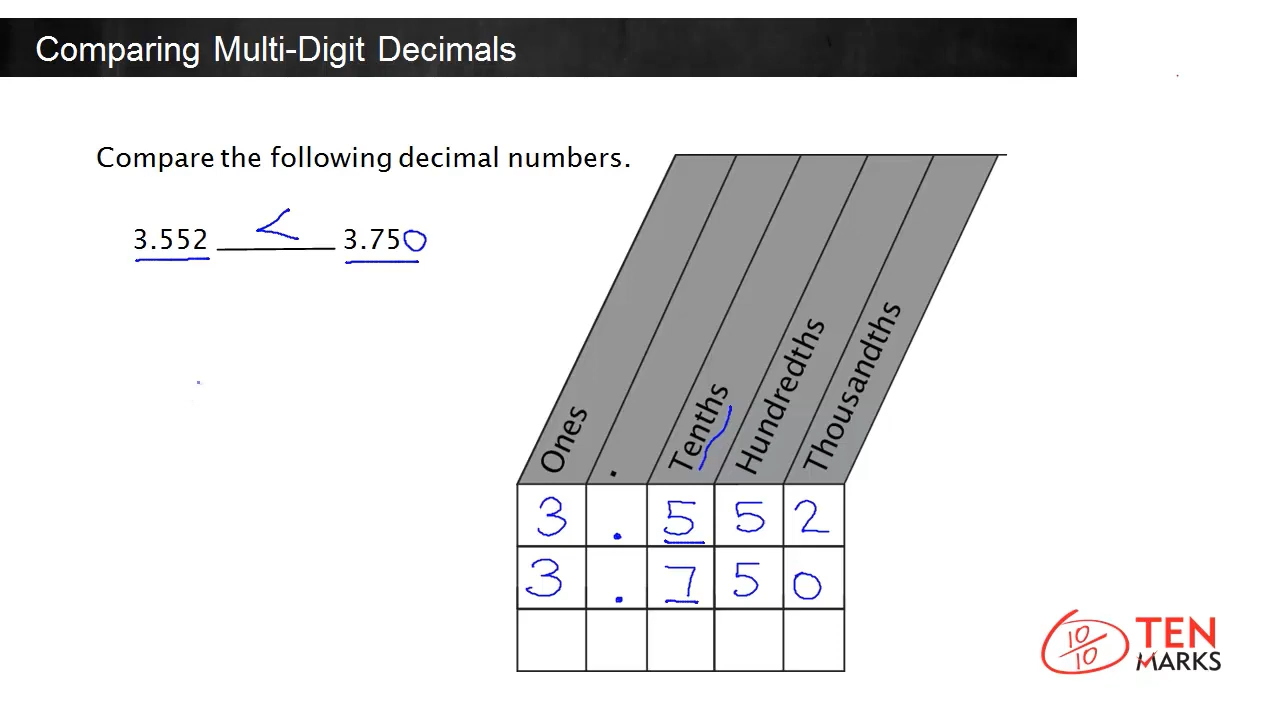 Comparing Multi-Digit Decimals
Compare the following decimal numbers.
3.552 < 3.750
Ones . Tenths Hundredths Thousandths
3 . 5 5 2
3 . 7 5 0
10/10 TEN
MARKS